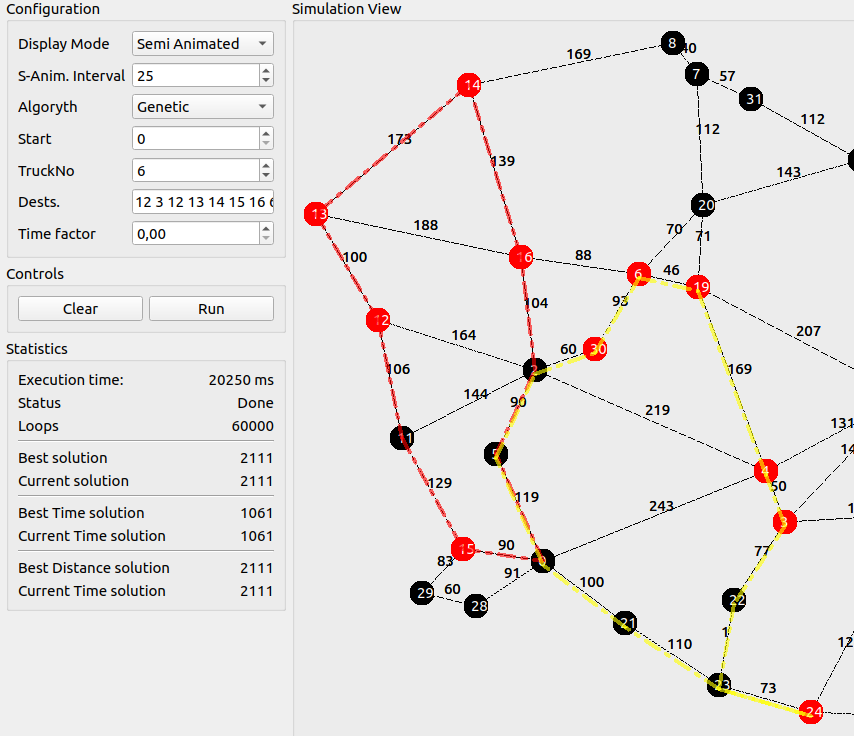 Configuration
Display Mode Semi Animated
S-Anim. Interval 25
Algoryth Genetic
Start 0
TruckNo 6
Dests. 12 3 12 13 14 15 16 6
Time factor 0,00
Controls
Clear Run
Statistics
Execution time: 20250 ms
Status Done
Loops 60000
Best solution 2111
Current solution 2111
Best Time solution 1061
Current Time solution 1061
Best Distance solution 2111
Current Time solution 2111
Simulation View
8 40
169
7 57
14 31
112 112
173 139
143
20
13 70 71
188
16 88 6 46 19
100
104 93
12 207
164 60 30
106 2 169
144 90
219
11 5 131
4
129 119 50
243 3
15 90 0 77
83 91 100
29 60 28 22
21
110
23 73
24